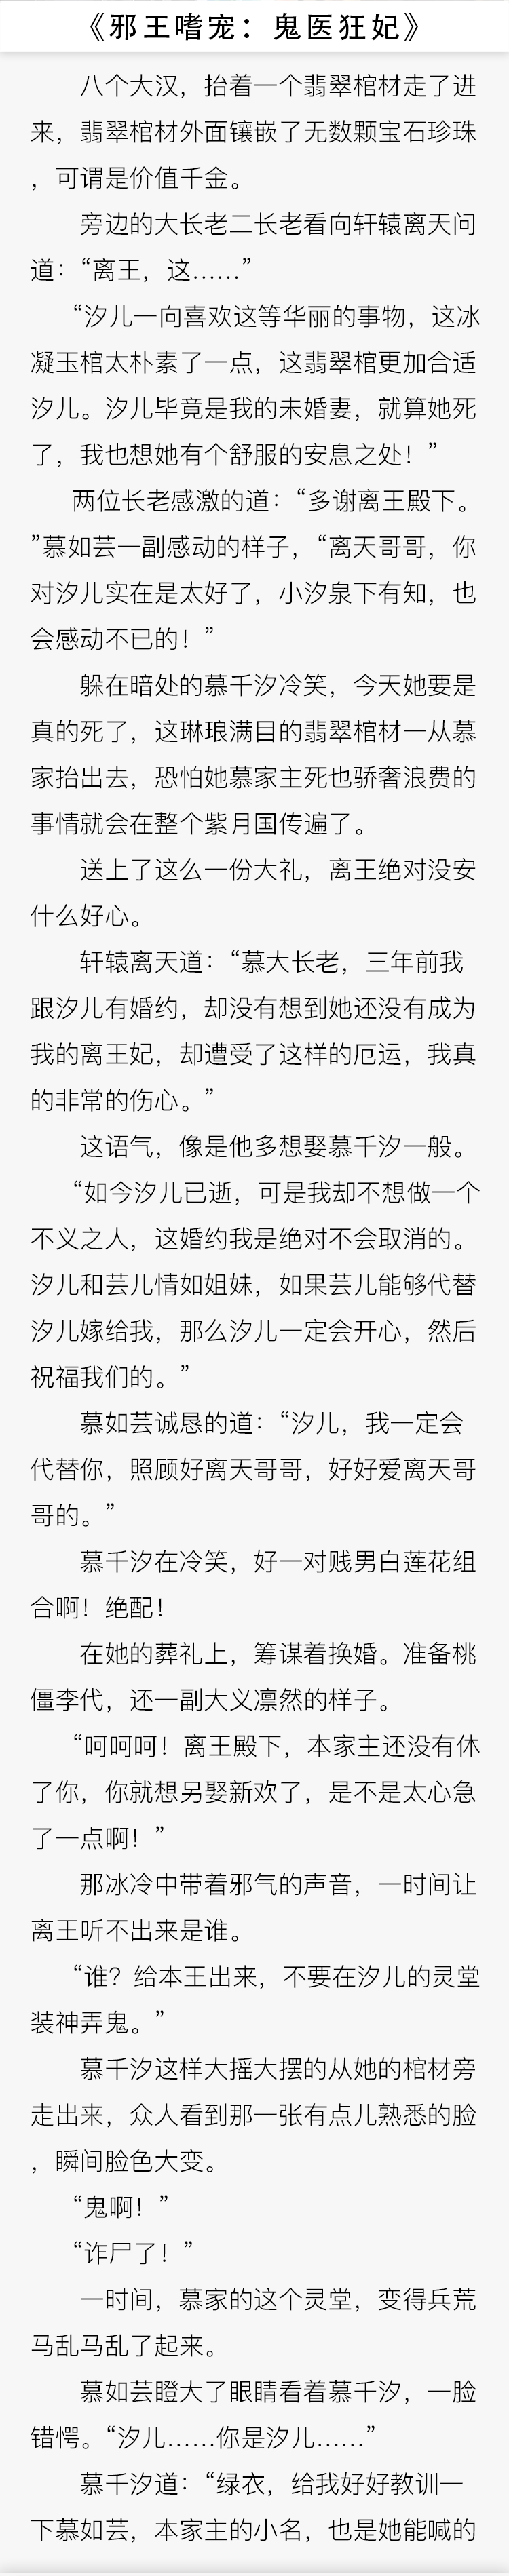 《邪王嗜宠：鬼医狂妃》
八个大汉，抬着一个翡翠棺材走了进
来，翡翠棺材外面镶嵌了无数颗宝石珍珠
，可谓是价值千金。
旁边的大长老二长老看向轩辕离天问
道：“离王，这……”
“汐儿一向喜欢这等华丽的事物，这冰
凝玉棺太朴素了一点，这翡翠棺更加合适
汐儿。汐儿毕竟是我的未婚妻，就算她死
了，我也想她有个舒服的安息之处！”
两位长老感激的道：“多谢离王殿下。
”慕如芸一副感动的样子，“离天哥哥，你
对汐儿实在是太好了，小汐泉下有知，也
会感动不已的！”
躲在暗处的慕千汐冷笑，今天她要是
真的死了，这琳琅满目的翡翠棺材一从慕
家抬出去，恐怕她慕家主死也骄奢浪费的
事情就会在整个紫月国传遍了。
送上了这么一份大礼，离王绝对没安
什么好心。
轩辕离天道：“慕大长老，三年前我
跟汐儿有婚约，却没有想到她还没有成为
我的离王妃，却遭受了这样的厄运，我真
的非常的伤心。”
这语气，像是他多想娶慕千汐一般。
“如今汐儿已逝，可是我却不想做一个
不义之人，这婚约我是绝对不会取消的。
汐儿和芸儿情如姐妹，如果芸儿能够代替
汐儿嫁给我，那么汐儿一定会开心，然后
祝福我们的。”
慕如芸诚恳的道：“汐儿，我一定会
代替你，照顾好离天哥哥，好好爱离天哥
哥的。”
慕千汐在冷笑，好一对贱男白莲花组
合啊！绝配！
在她的葬礼上，筹谋着换婚。准备桃
僵李代，还一副大义凛然的样子。
“呵呵呵！离王殿下，本家主还没有休
了你，你就想另娶新欢了，是不是太心急
了一点啊！”
那冰冷中带着邪气的声音，一时间让
离王听不出来是谁。
“谁？给本王出来，不要在汐儿的灵堂
装神弄鬼。”
慕千汐这样大摇大摆的从她的棺材旁
走出来，众人看到那一张有点儿熟悉的脸
，瞬间脸色大变。
“鬼啊！”
“诈尸了！”
一时间，慕家的这个灵堂，变得兵荒
马乱马乱了起来。
慕如芸瞪大了眼睛看着慕千汐，一脸
错愕。“汐儿……你是汐儿……”
慕千汐道：“绿衣，给我好好教训一
下慕如芸，本家主的小名，也是她能喊的